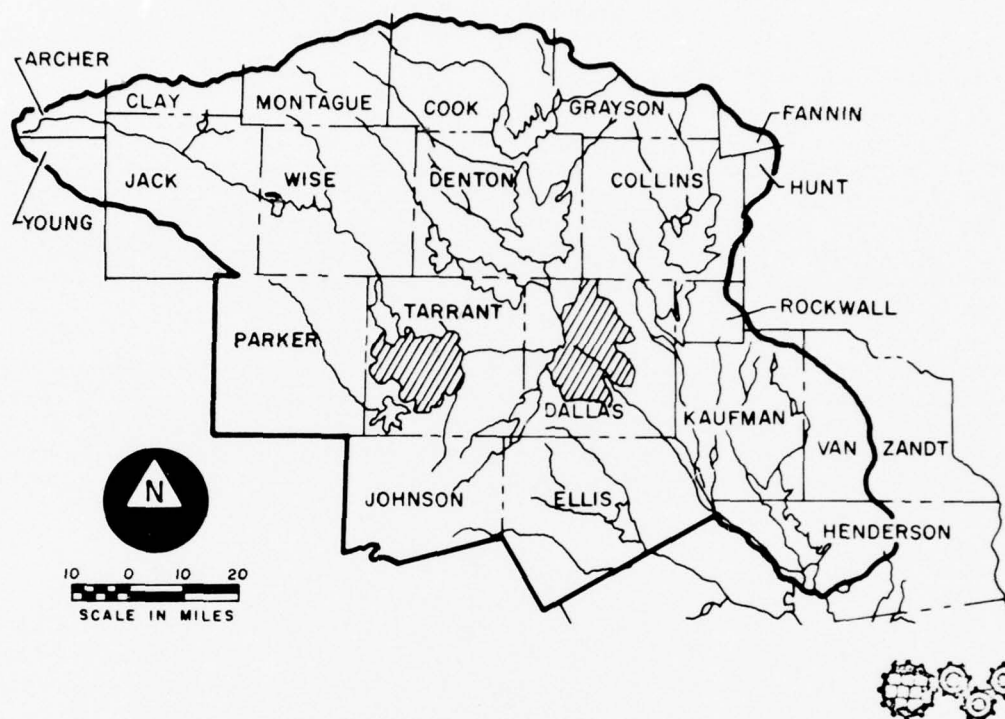 ARCHER
CLAY
MONTAGUE
COOK
GRAYSON
FANNIN
JACK
WISE
DENTON
COLLINS
HUNT
YOUNG
TARRANT
ROCKWALL
PARKER
DALLAS
KAUFMAN
VAN ZANDT
N
JOHNSON
ELLIS
HENDERSON
10 0 10 20
SCALE IN MILES